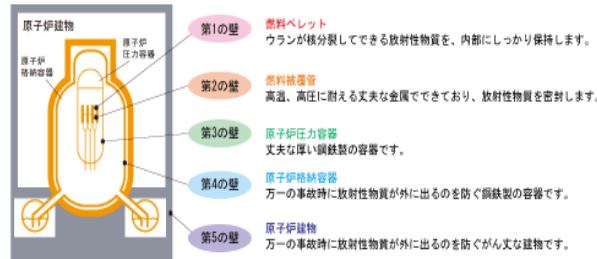 原子炉建物
原子炉
圧力容器
原子炉
格納容器
第1の壁
燃料ペレット
ウランが核分裂してできる放射性物質を、内部にしっかり保持します。
第2の壁
燃料被覆管
高温、高圧に耐える丈夫な金属でできており、放射性物質を密封します。
第3の壁
原子炉圧力容器
丈夫な厚い鋼鉄製の容器です。
第4の壁
原子炉格納容器
万一の事故時に放射性物質が外に出るのを防ぐ鋼鉄製の容器です。
第5の壁
原子炉建物
万一の事故時に放射性物質が外に出るのを防ぐがん丈な建物です。